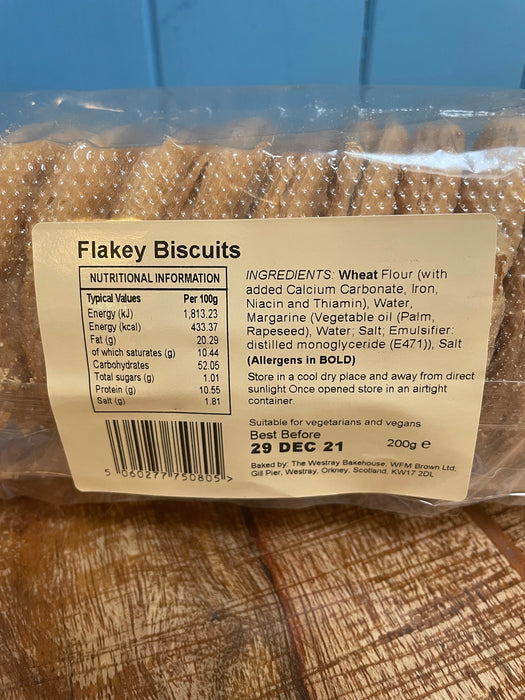 Flakey Biscuits
NUTRITIONAL INFORMATION
Typical Values Per 100g
Energy (kJ) 1,813.23
Energy (kcal) 433.37
Fat (g) 20.29
of which saturates (g) 10.44
Carbohydrates 52.05
Total sugars (g) 1.01
Protein (g) 10.55
Salt (g) 1.81
5 060277 750805 >
INGREDIENTS: Wheat Flour (with
added Calcium Carbonate, Iron,
Niacin and Thiamin), Water,
Margarine (Vegetable oil (Palm,
Rapeseed), Water; Salt; Emulsifier:
distilled monoglyceride (E471)), Salt
(Allergens in BOLD)
Store in a cool dry place and away from direct
sunlight Once opened store in an airtight
container.
Suitable for vegetarians and vegans
Best Before
29 DEC 21 200g e
Baked by: The Westray Bakehouse, WFM Brown Ltd,
Gill Pier, Westray, Orkney, Scotland, KW17 2DL